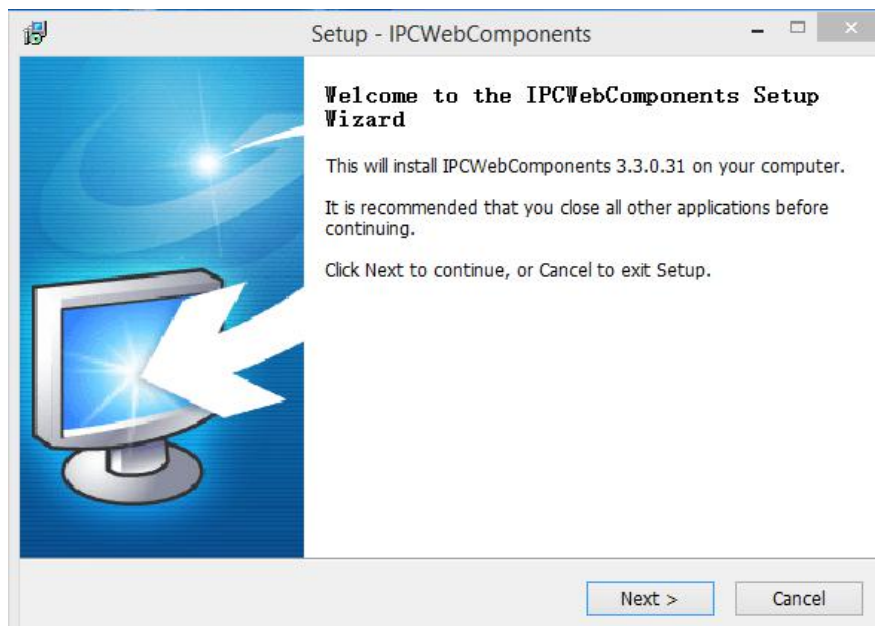 Setup - IPCWebComponents
Welcome to the IPCWebComponents Setup
Wizard
This will install IPCWebComponents 3.3.0.31 on your computer.
It is recommended that you close all other applications before
continuing.
Click Next to continue, or Cancel to exit Setup.
Next >
Cancel